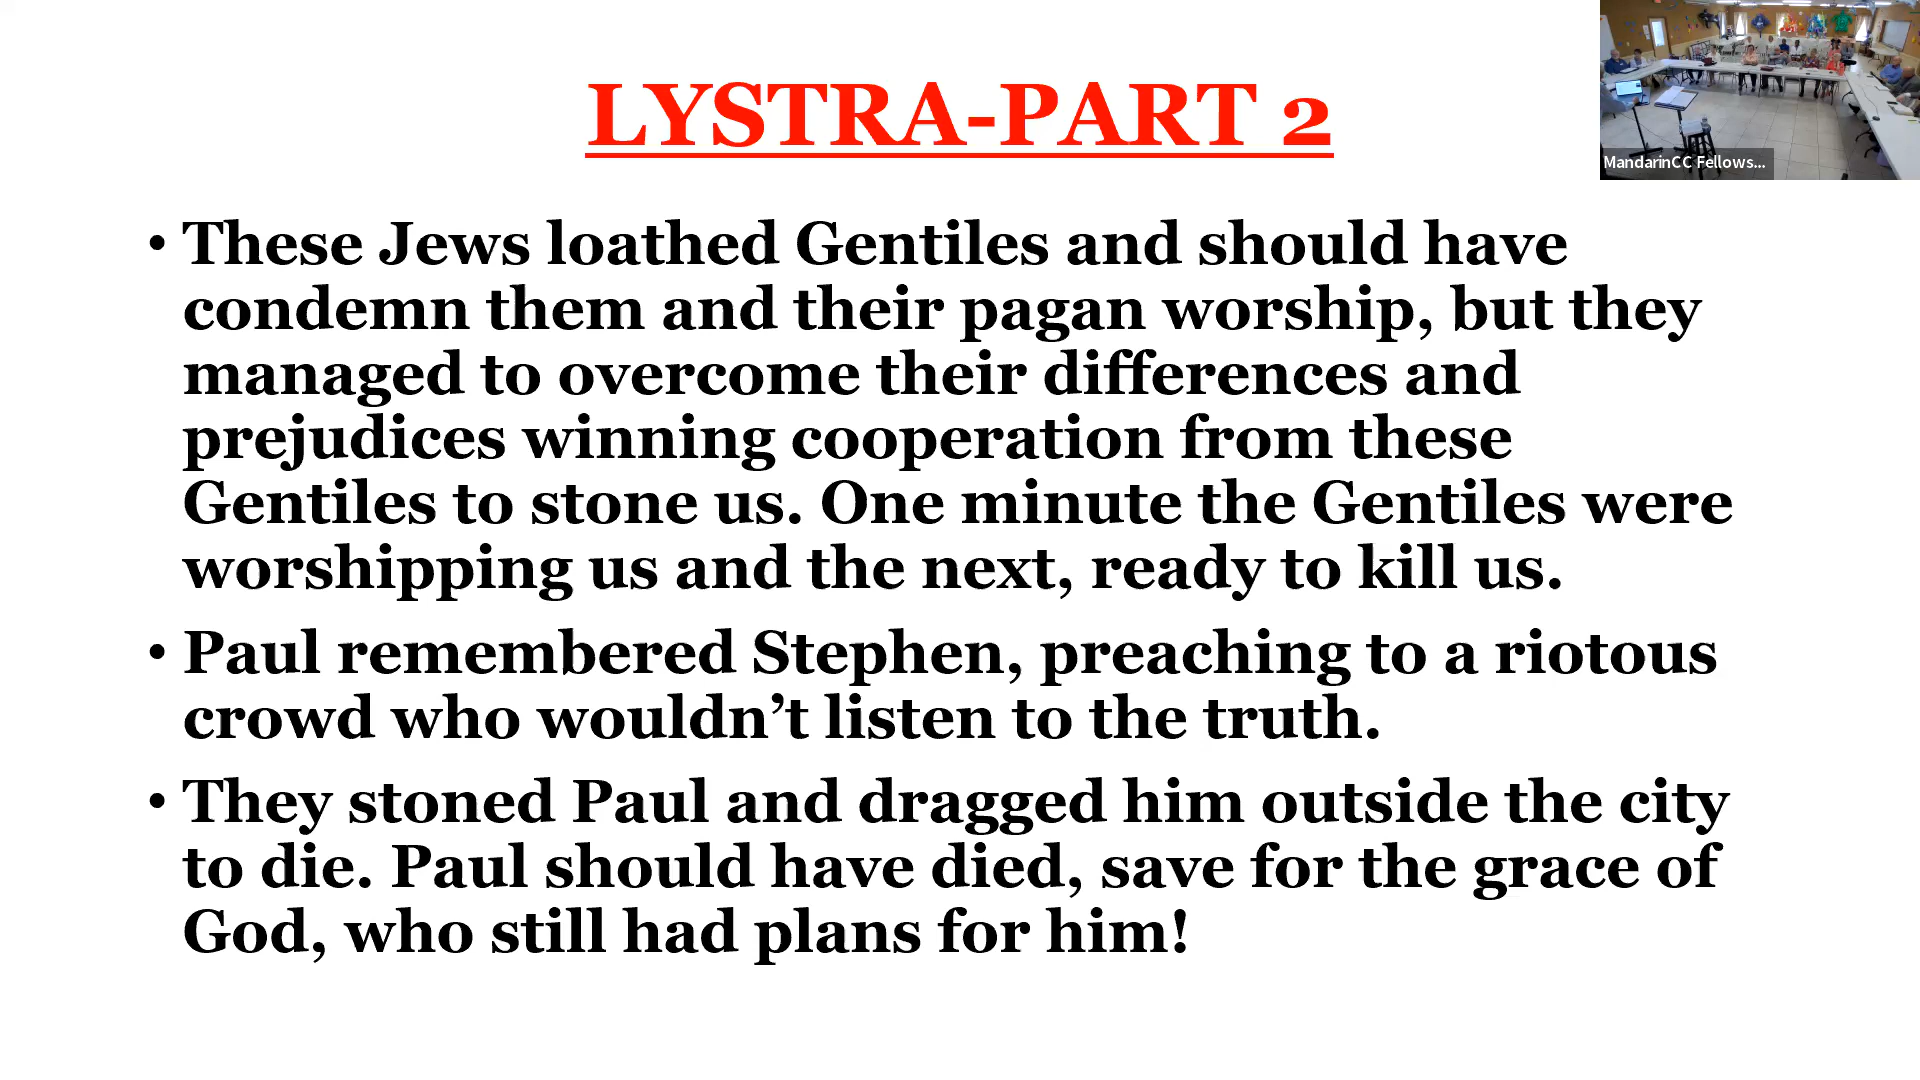 LYSTRA-PART 2
MandarinCC Fellows...
• These Jews loathed Gentiles and should have
condemn them and their pagan worship, but they
managed to overcome their differences and
prejudices winning cooperation from these
Gentiles to stone us. One minute the Gentiles were
worshipping us and the next, ready to kill us.
• Paul remembered Stephen, preaching to a riotous
crowd who wouldn’t listen to the truth.
• They stoned Paul and dragged him outside the city
to die. Paul should have died, save for the grace of
God, who still had plans for him!